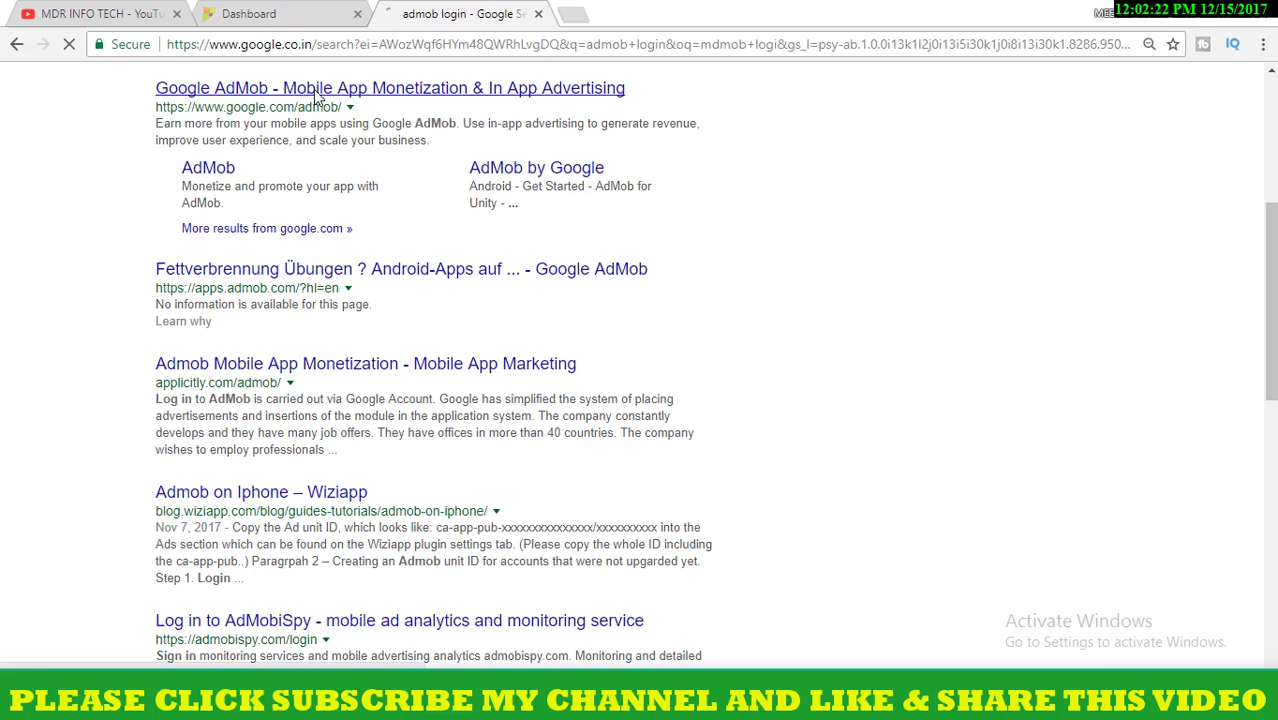 MDR INFO TECH - YouTu
Dashboard
admob login - Google Se
12:02:22 PM 12/15/2017
Secure
https://www.google.co.in/search?ei=AWozWqf6HYm48QWRhLvgDQ&q=admob+login&oq=mdmob+logi&gs_l=psy-ab.1.0.0i13k1l2j0i13i5i30k1j0i8i13i30k1.8286.950...
Google AdMob - Mobile App Monetization & In App Advertising
https://www.google.com/admob/
Earn more from your mobile apps using Google AdMob. Use in-app advertising to generate revenue,
improve user experience, and scale your business.
AdMob
AdMob by Google
Monetize and promote your app with
AdMob.
Android - Get Started - AdMob for
Unity - ...
More results from google.com »
Fettverbrennung Übungen ? Android-Apps auf ... - Google AdMob
https://apps.admob.com/?hl=en
No information is available for this page.
Learn why
Admob Mobile App Monetization - Mobile App Marketing
applicitly.com/admob/
Log in to AdMob is carried out via Google Account. Google has simplified the system of placing
advertisements and insertions of the module in the application system. The company constantly
develops and they have many job offers. They have offices in more than 40 countries. The company
wishes to employ professionals ...
Admob on Iphone – Wiziapp
blog.wiziapp.com/blog/guides-tutorials/admob-on-iphone/
Nov 7, 2017 - Copy the Ad unit ID, which looks like: ca-app-pub-xxxxxxxxxxxxxxx/xxxxxxxxxx into the
Ads section which can be found on the Wiziapp plugin settings tab. (Please copy the whole ID including
the ca-app-pub..) Paragrpah 2 – Creating an Admob unit ID for accounts that were not upgarded yet.
Step 1. Login ...
Log in to AdMobiSpy - mobile ad analytics and monitoring service
https://admobispy.com/login
Sign in monitoring services and mobile advertising analytics admobispy.com. Monitoring and detailed
Activate Windows
Go to Settings to activate Windows.
PLEASE CLICK SUBSCRIBE MY CHANNEL AND LIKE & SHARE THIS VIDEO